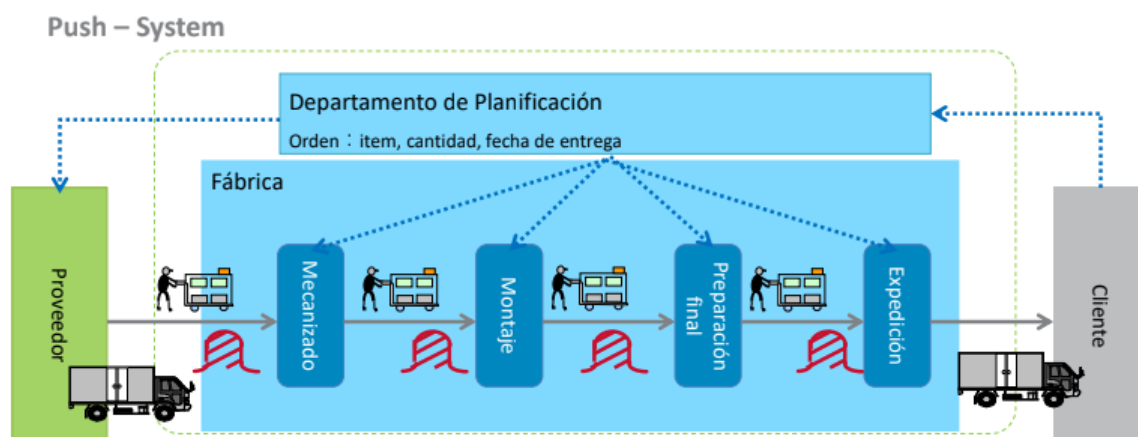 Push – System
Departamento de Planificación
Orden : item, cantidad, fecha de entrega
Fábrica
Proveedor
Mecanizado
Montaje
Preparación
final
Expedición
Cliente